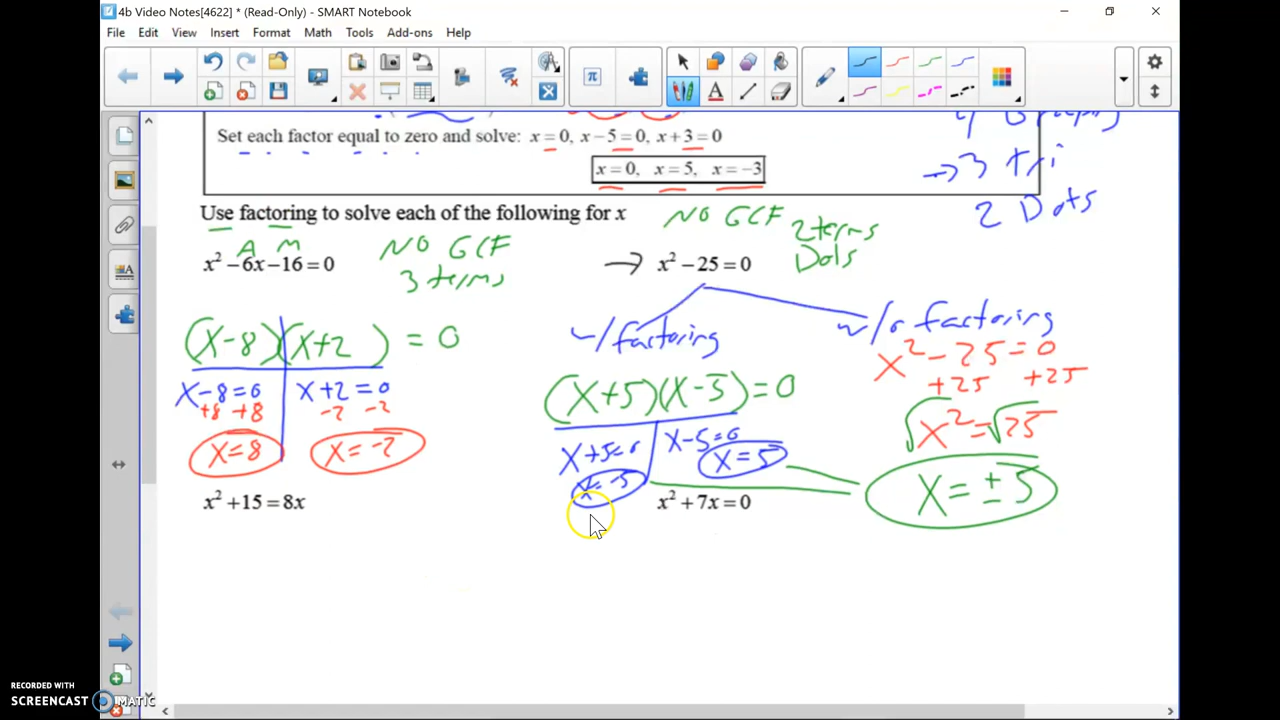 4b Video Notes[4622] * (Read-Only) - SMART Notebook
File Edit View Insert Format Math Tools Add-ons Help
Set each factor equal to zero and solve: x = 0, x − 5 = 0, x + 3 = 0
x = 0, x = 5, x = −3
→ 3 Tri
2 Dots
Use factoring to solve each of the following for x
NO GCF
2 terms
Dots
A M
NO GCF
3 terms
x² − 6x − 16 = 0
→ x² − 25 = 0
(x-8)(x+2) = 0
x-8=0
+8 +8
x=8
x+2=0
-2 -2
x=-2
w/factoring
(x+5)(x-5)=0
x+5=0
x=-5
x-5=0
x=5
w/o factoring
x²-25=0
+25 +25
√x²=√25
x=±5
x² + 15 = 8x
x² + 7x = 0
RECORDED WITH
SCREENCAST MATIC